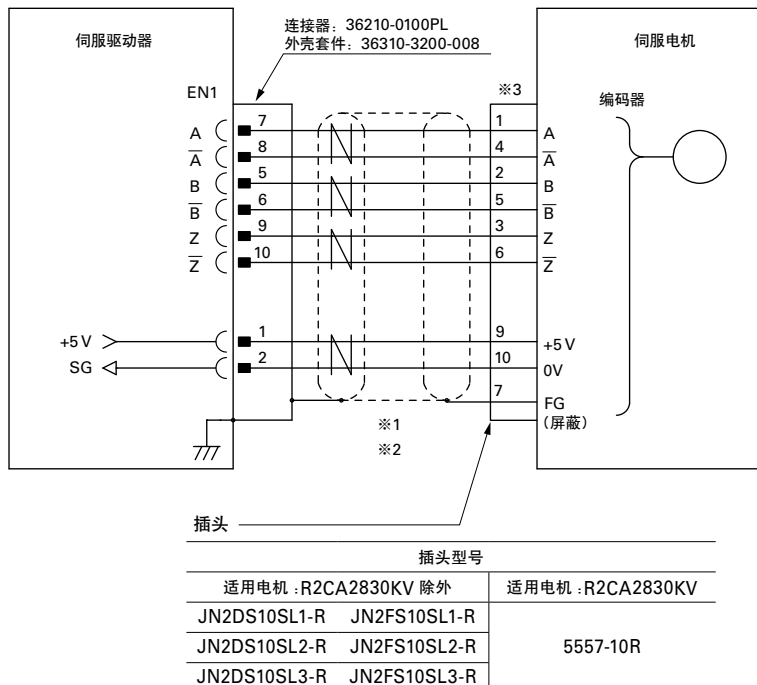 伺服驱动器
连接器：36210-0100PL
外壳套件：36310-3200-008
伺服电机
EN1
※3
编码器
A 7 1 A
A̅ 8 4 A̅
B 5 2 B
B̅ 6 5 B̅
Z 9 3 Z
Z̅ 10 6 Z̅
+5V 1 9 +5V
SG 2 10 0V
7 FG
(屏蔽)
※1
※2
插头
插头型号
适用电机：R2CA2830KV 除外 适用电机：R2CA2830KV
JN2DS10SL1-R JN2FS10SL1-R
JN2DS10SL2-R JN2FS10SL2-R 5557-10R
JN2DS10SL3-R JN2FS10SL3-R